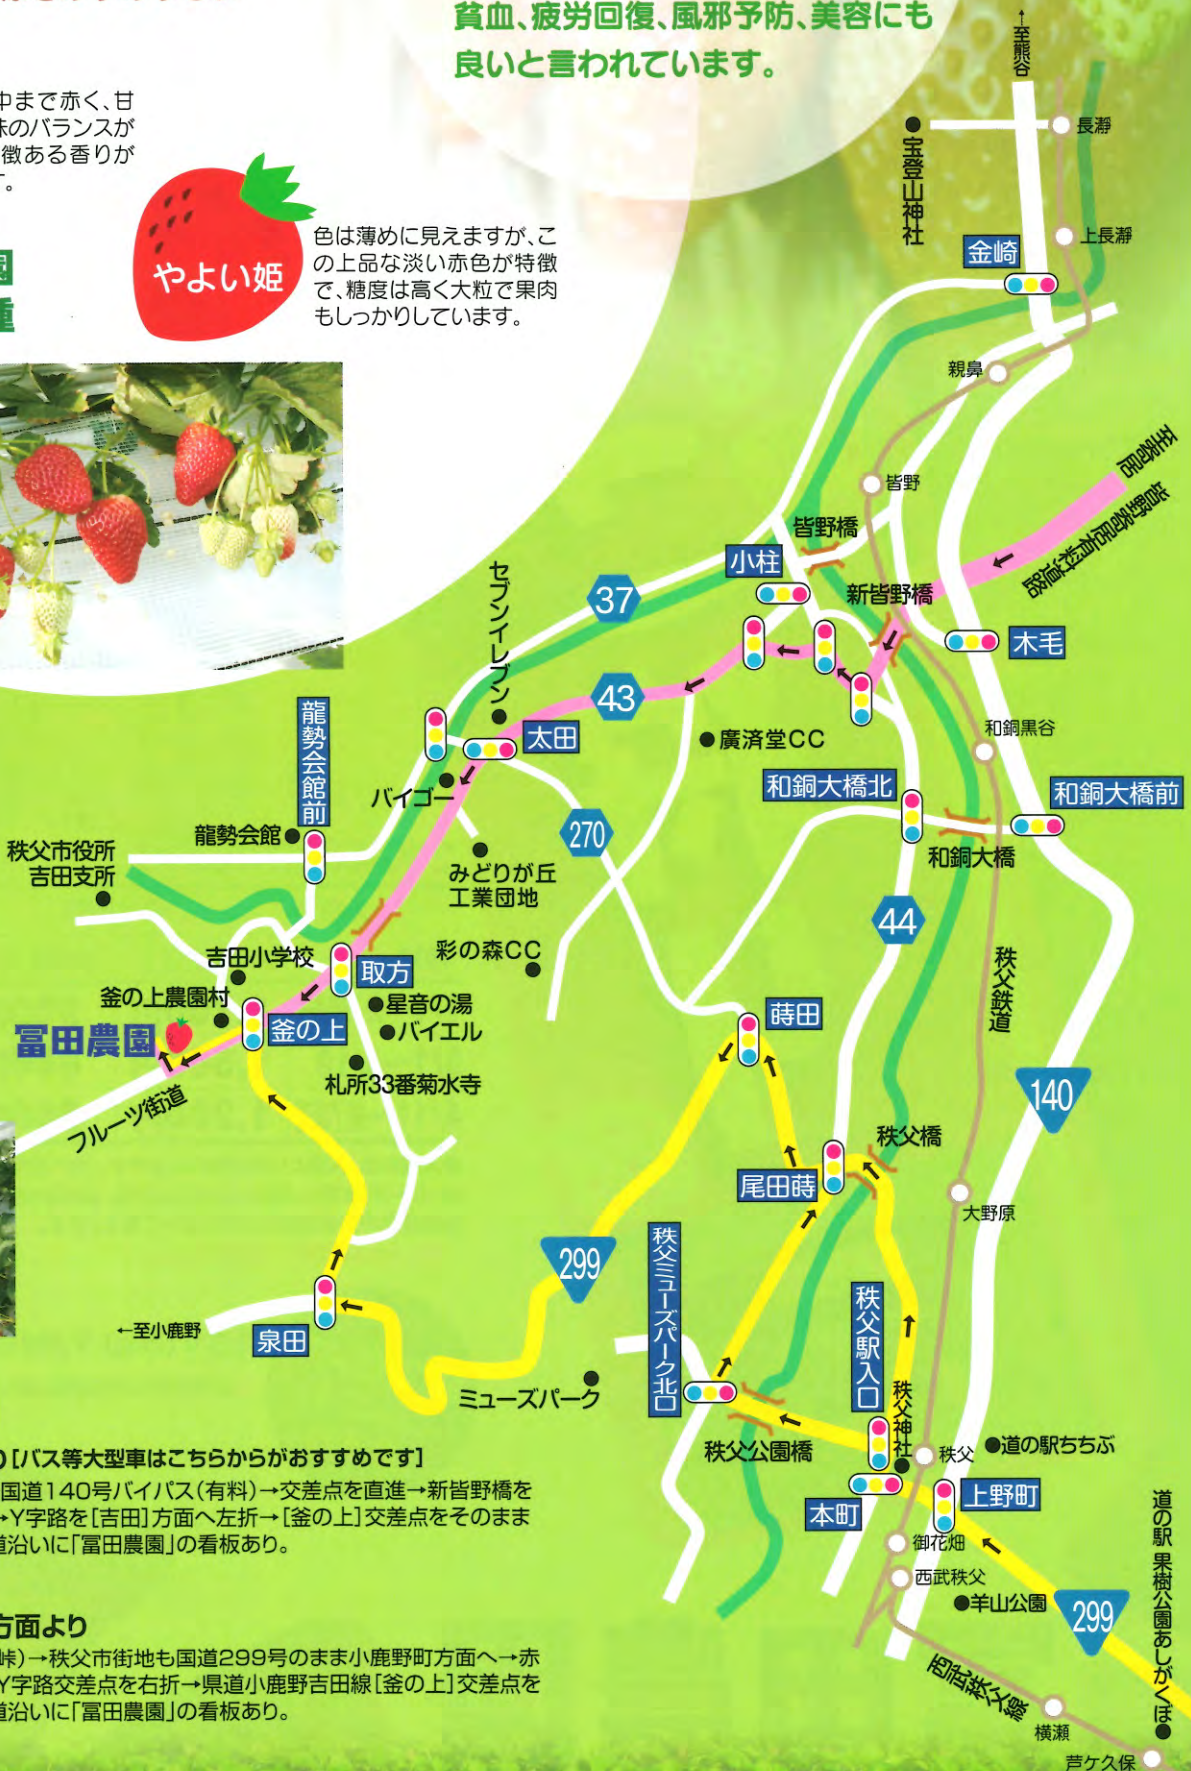 貧血、疲労回復、風邪予防、美容にも
良いと言われています。
中まで赤く、甘
味のバランスが
徴ある香りが
す。
やよい姫
色は薄めに見えますが、こ
の上品な淡い赤色が特徴
で、糖度は高く大粒で果肉
もしっかりしています。
園
種
↑至熊谷
長瀞
宝登山神社
上長瀞
金崎
親鼻
皆野
至寄居
皆野寄居有料道路
皆野橋
小柱
新皆野橋
木毛
37
セブンイレブン
43
太田
廣済堂CC
和銅黒谷
龍勢会館前
バイゴー
和銅大橋北
和銅大橋前
270
龍勢会館
秩父市役所
吉田支所
みどりが丘
工業団地
和銅大橋
44
彩の森CC
吉田小学校
取方
秩父鉄道
釜の上農園村
星音の湯
バイエル
冨田農園
釜の上
蒔田
札所33番菊水寺
フルーツ街道
140
秩父橋
尾田蒔
大野原
299
秩父ミューズパーク北口
秩父駅入口
←至小鹿野
泉田
ミューズパーク
秩父神社
秩父公園橋
秩父
道の駅ちちぶ
本町
上野町
御花畑
西武秩父
羊山公園
299
道の駅 果樹公園あしがくぼ
西武秩父線
横瀬
芦ケ久保
[バス等大型車はこちらからがおすすめです]
国道140号バイパス(有料)→交差点を直進→新皆野橋を
→Y字路を[吉田]方面へ左折→[釜の上]交差点をそのまま
道沿いに「冨田農園」の看板あり。
方面より
峠)→秩父市街地も国道299号のまま小鹿野町方面へ→赤
Y字路交差点を右折→県道小鹿野吉田線[釜の上]交差点を
道沿いに「冨田農園」の看板あり。